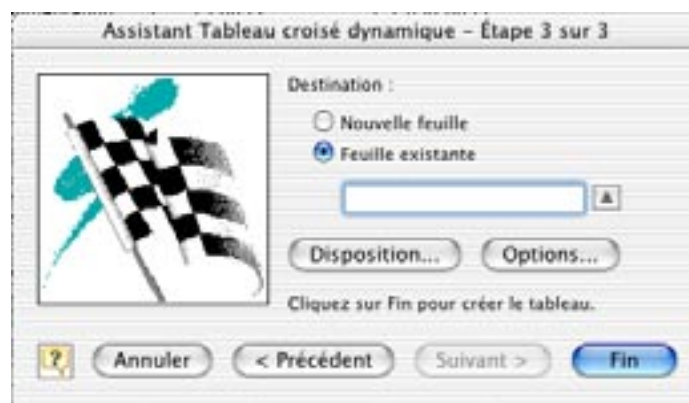 Assistant Tableau croisé dynamique – Étape 3 sur 3
Destination :
Nouvelle feuille
Feuille existante
Disposition... Options...
Cliquez sur Fin pour créer le tableau.
? Annuler < Précédent Suivant > Fin